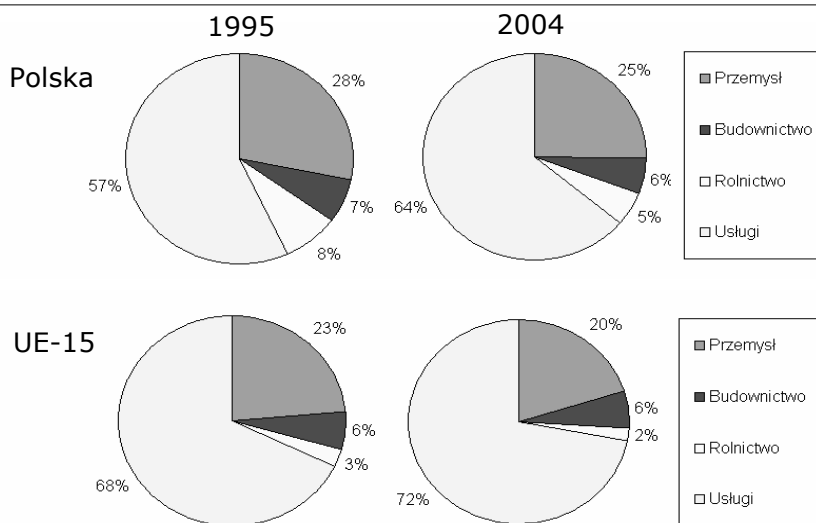 1995
2004
Polska
28%
7%
8%
57%
25%
6%
5%
64%
Przemysł
Budownictwo
Rolnictwo
Usługi
UE-15
23%
6%
3%
68%
20%
6%
2%
72%
Przemysł
Budownictwo
Rolnictwo
Usługi